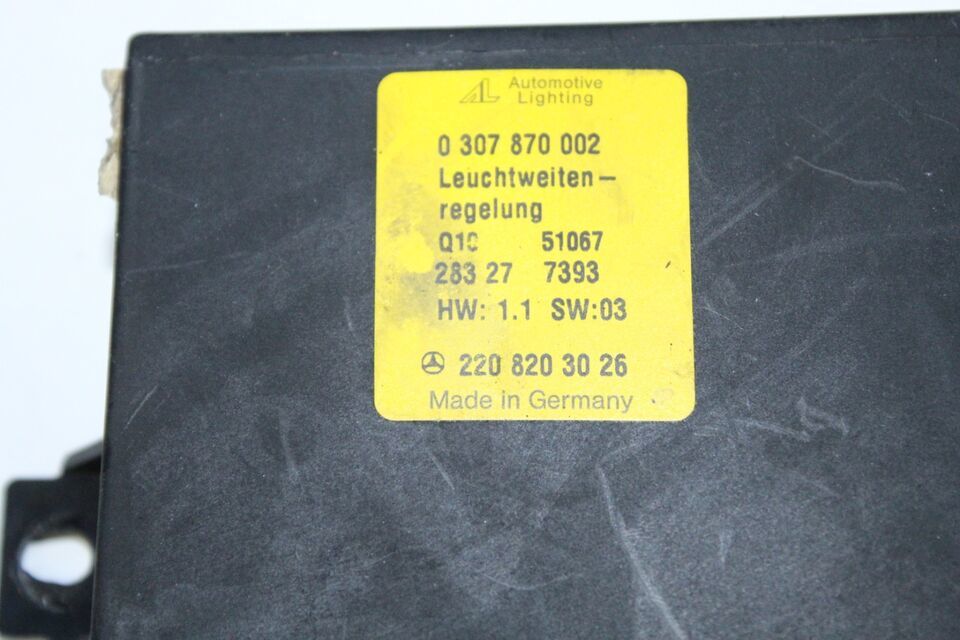 AL Automotive
Lighting
0 307 870 002
Leuchtweiten-
regelung
51067
283 27 7393
HW: 1.1 SW:03
220 820 30 26
Made in Germany